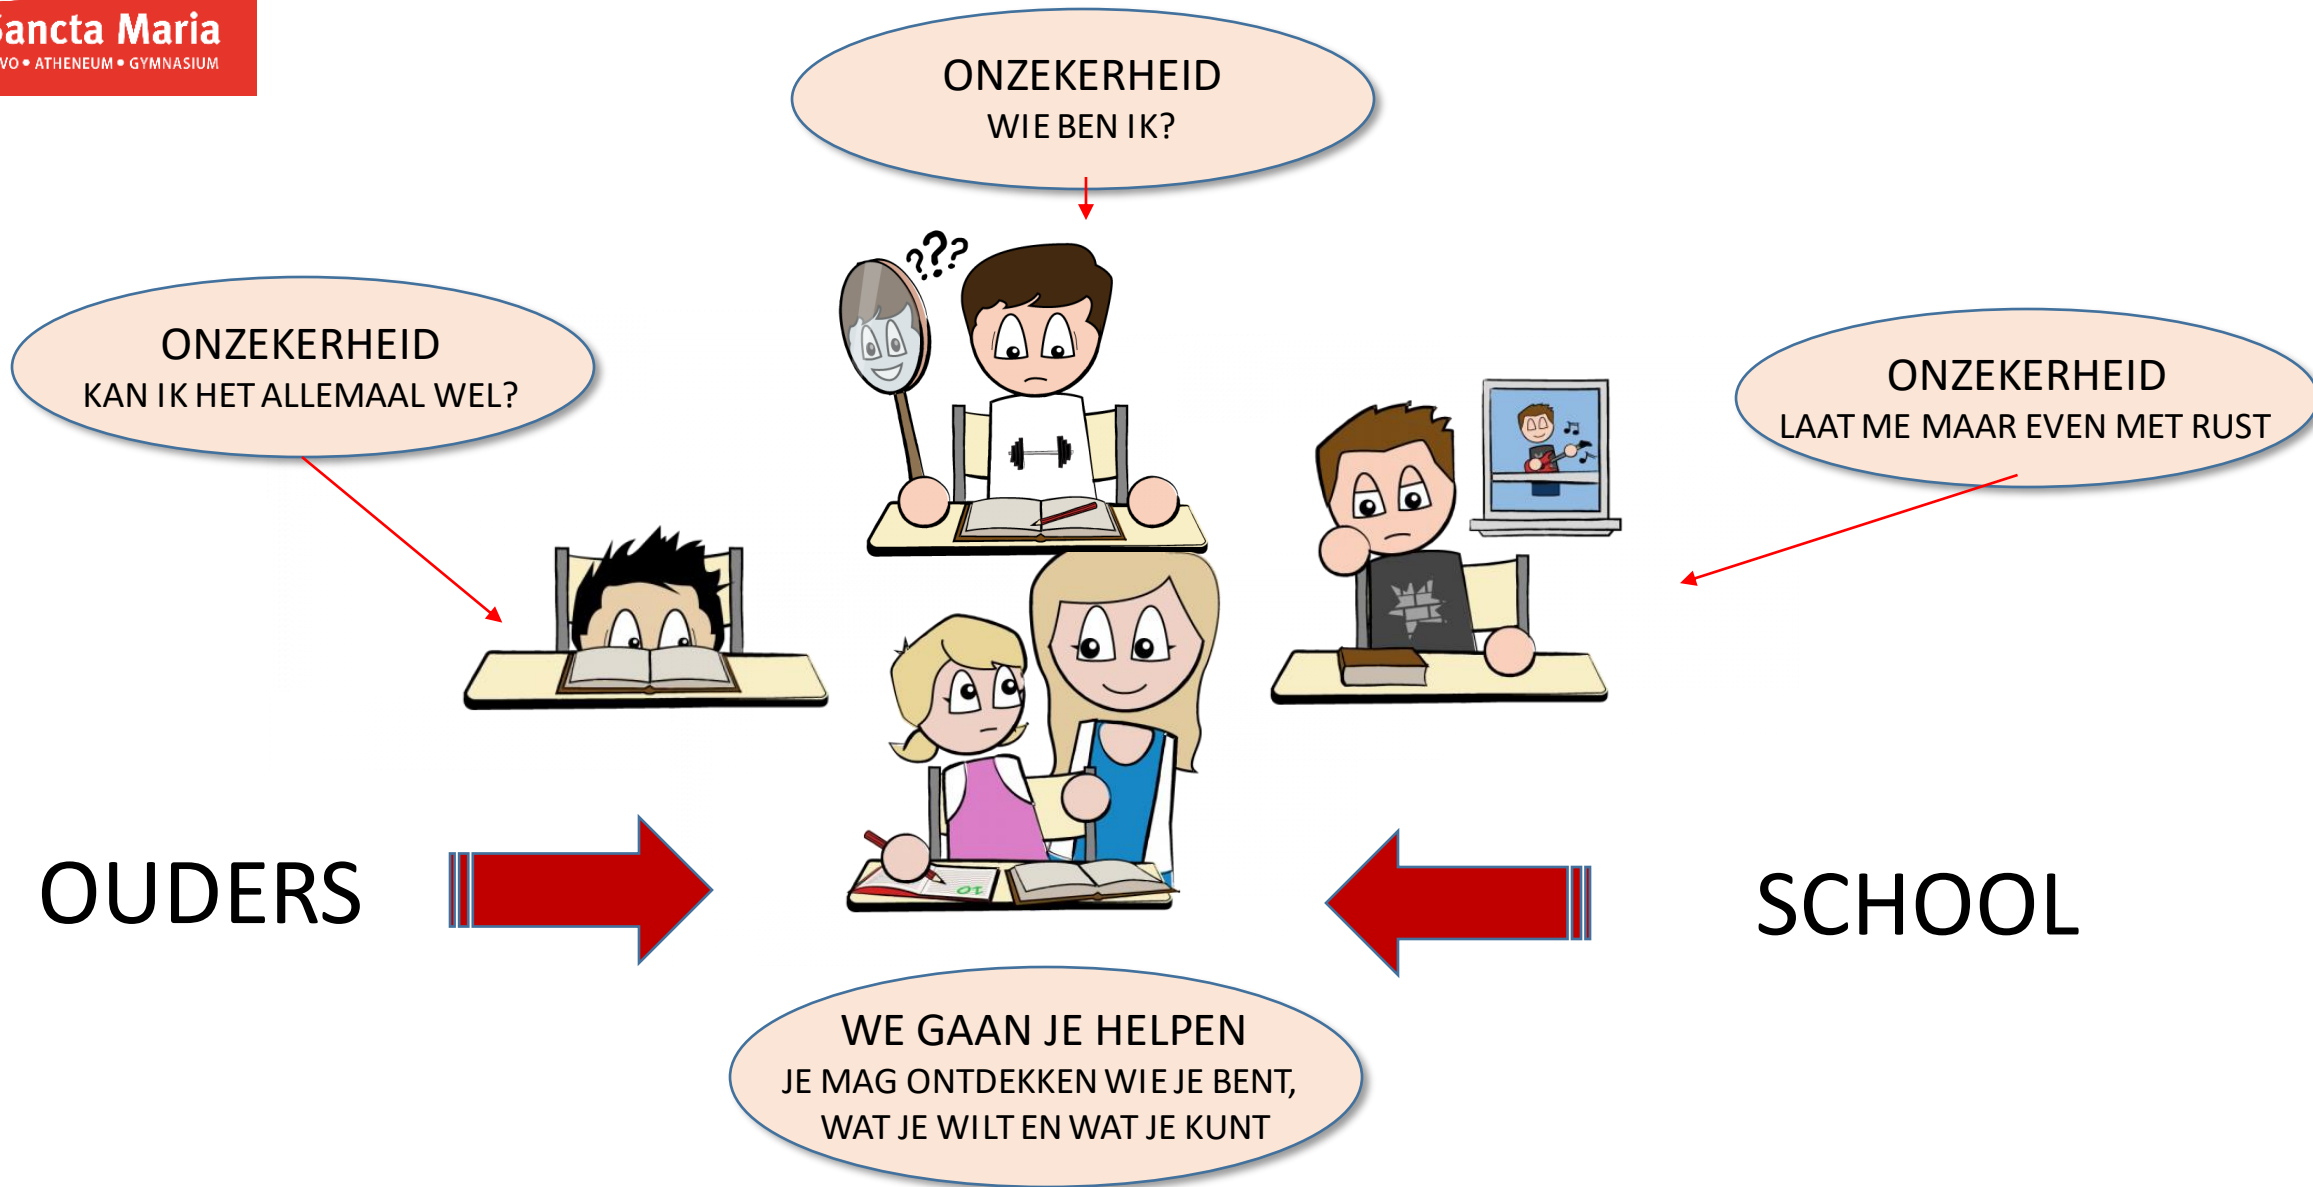 Sancta Maria
VO • ATHENEUM • GYMNASIUM
ONZEKERHEID
WIE BEN IK?
???
ONZEKERHEID
KAN IK HET ALLEMAAL WEL?
ONZEKERHEID
LAAT ME MAAR EVEN MET RUST
10
OUDERS
SCHOOL
WE GAAN JE HELPEN
JE MAG ONTDEKKEN WIE JE BENT,
WAT JE WILT EN WAT JE KUNT